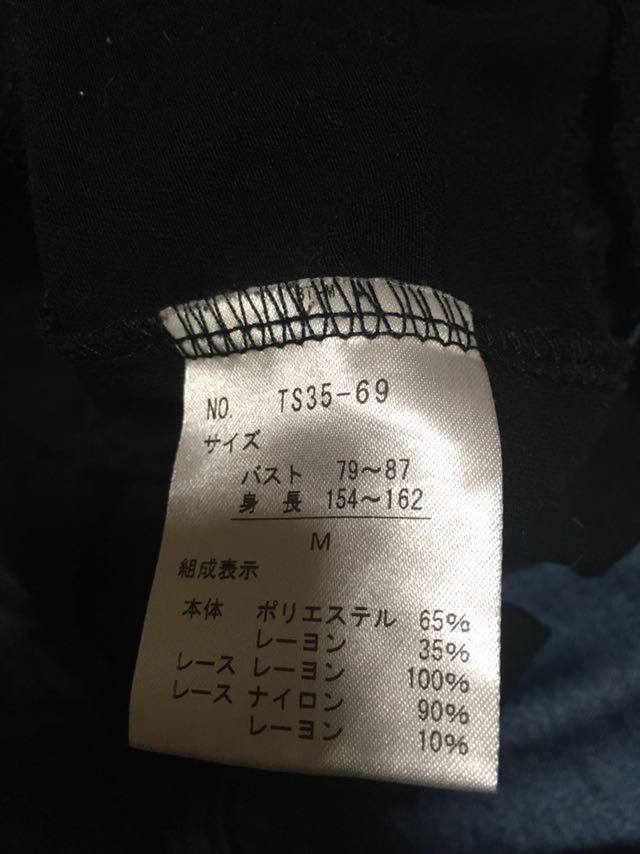 NO. TS35-69
サイズ
バスト 79～87
身長 154～162
M
組成表示
本体 ポリエステル 65%
レーヨン 35%
レース レーヨン 100%
レース ナイロン 90%
レーヨン 10%